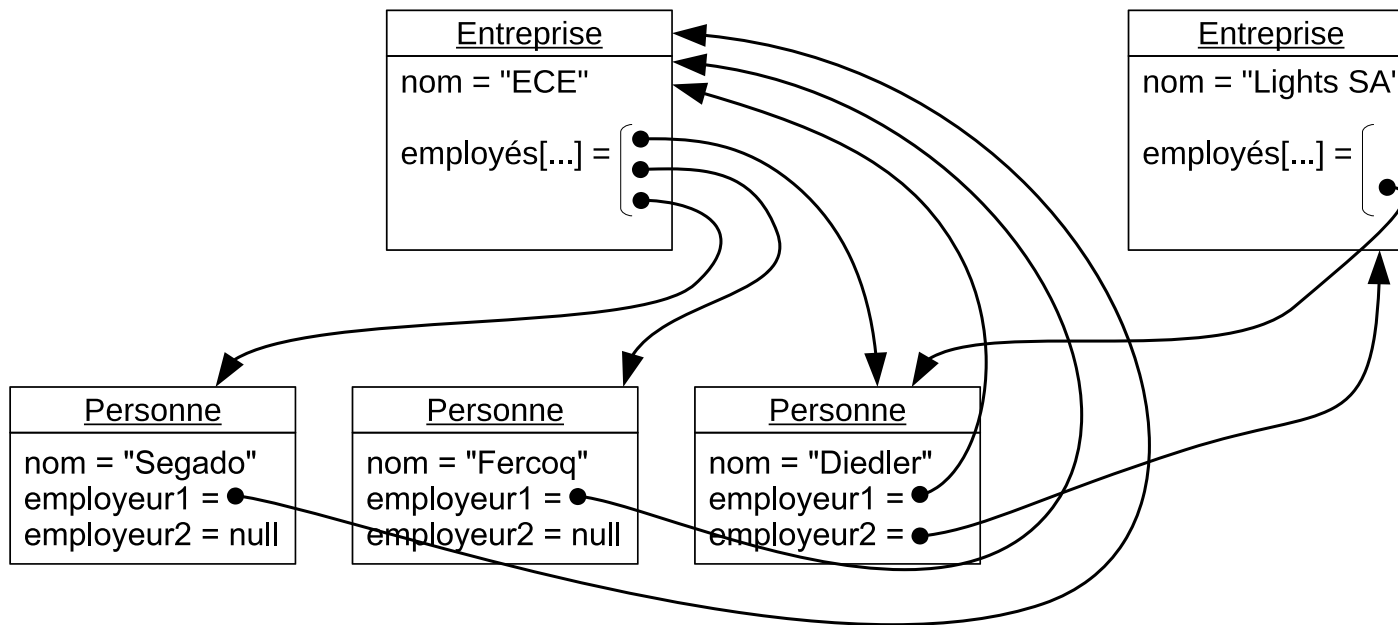 Entreprise
nom = "ECE"
employés[...] =
Entreprise
nom = "Lights SA"
employés[...] =
Personne
nom = "Segado"
employeur1 =
employeur2 = null
Personne
nom = "Fercoq"
employeur1 =
employeur2 = null
Personne
nom = "Diedler"
employeur1 =
employeur2 =